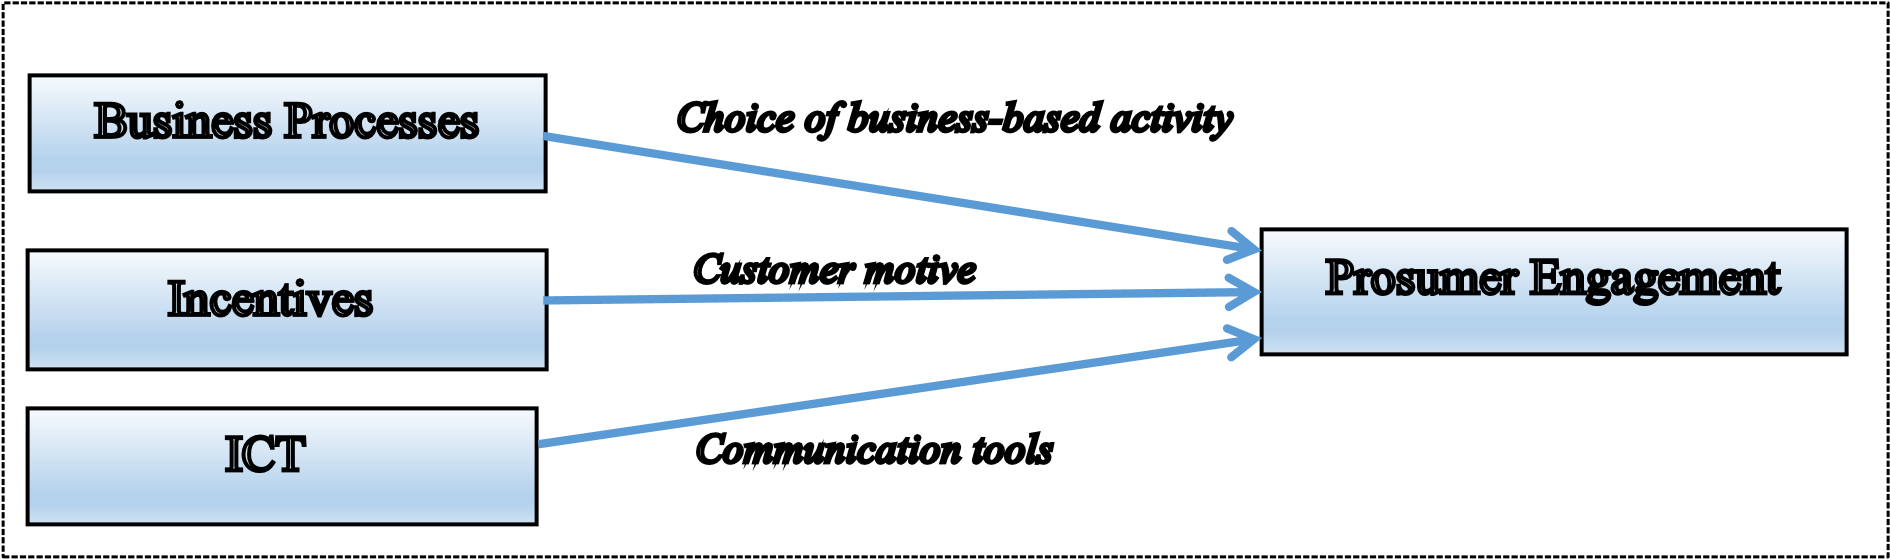 Business Processes
Choice of business-based activity
Incentives
Customer motive
Prosumer Engagement
ICT
Communication tools